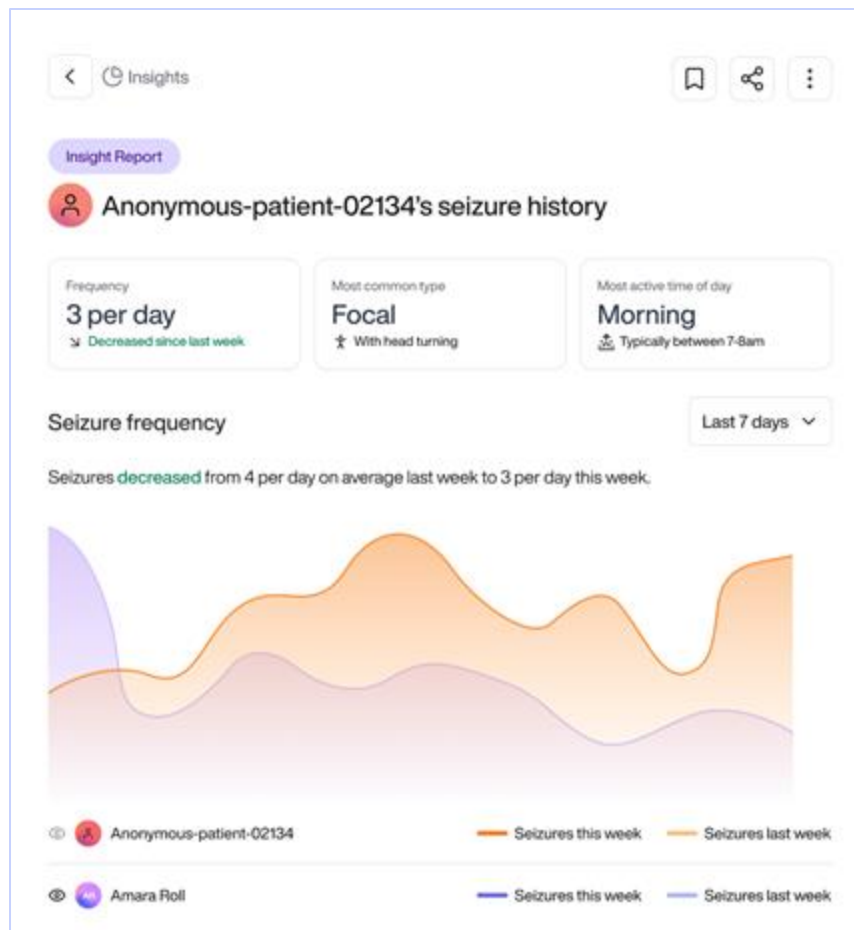 Insights
Insight Report
Anonymous-patient-02134's seizure history
Frequency
3 per day
Decreased since last week
Most common type
Focal
With head turning
Most active time of day
Morning
Typically between 7-8am
Seizure frequency
Last 7 days
Seizures decreased from 4 per day on average last week to 3 per day this week.
Anonymous-patient-02134
Seizures this week
Seizures last week
Amara Roll
Seizures this week
Seizures last week